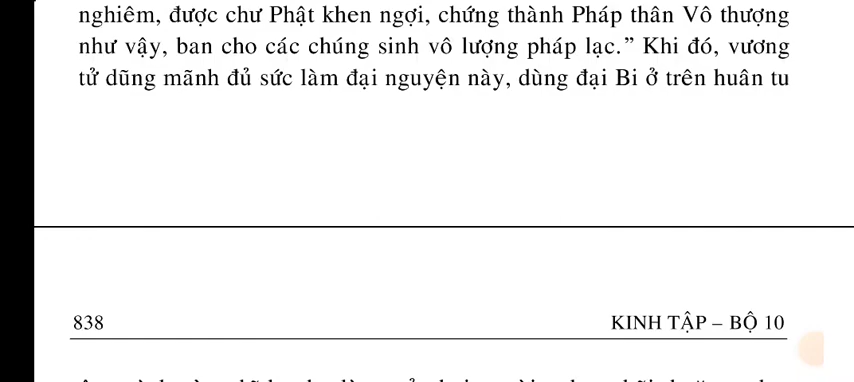 nghiêm, được chư Phật khen ngợi, chứng thành Pháp thân Vô thượng
như vậy, ban cho các chúng sinh vô lượng pháp lạc.” Khi đó, vương
tử dũng mãnh đủ sức làm đại nguyện này, dùng đại Bi ở trên huân tu
838
KINH TẬP – BỘ 10